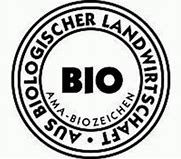 AUS BIOLOGISCHER LANDWIRTSCHAFT •
BIO
AMA-BIOZEICHEN